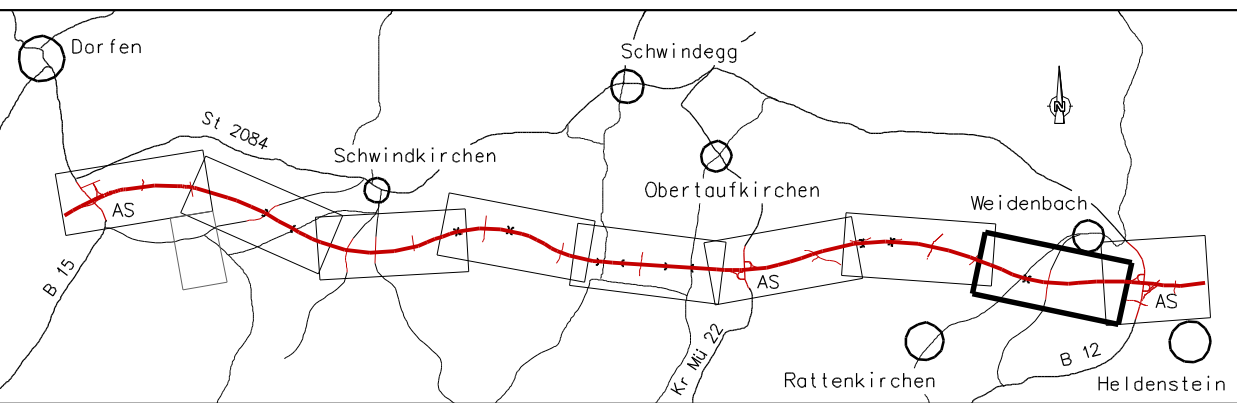 Dorfen
Schwindegg
N
St 2084
Schwindkirchen
Obertaufkirchen
Weidenbach
AS
B 15
AS
AS
Kr Mü 22
B 12
Rattenkirchen
Heldenstein